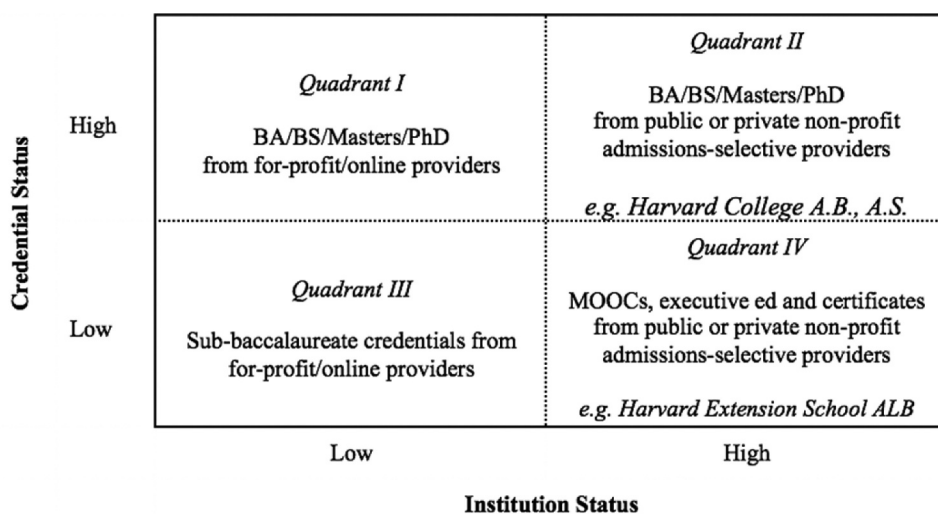 Credential Status
High
Low
Quadrant I
BA/BS/Masters/PhD
from for-profit/online providers
Quadrant II
BA/BS/Masters/PhD
from public or private non-profit
admissions-selective providers
e.g. Harvard College A.B., A.S.
Quadrant III
Sub-baccalaureate credentials from
for-profit/online providers
Quadrant IV
MOOCs, executive ed and certificates
from public or private non-profit
admissions-selective providers
e.g. Harvard Extension School ALB
Low
High
Institution Status